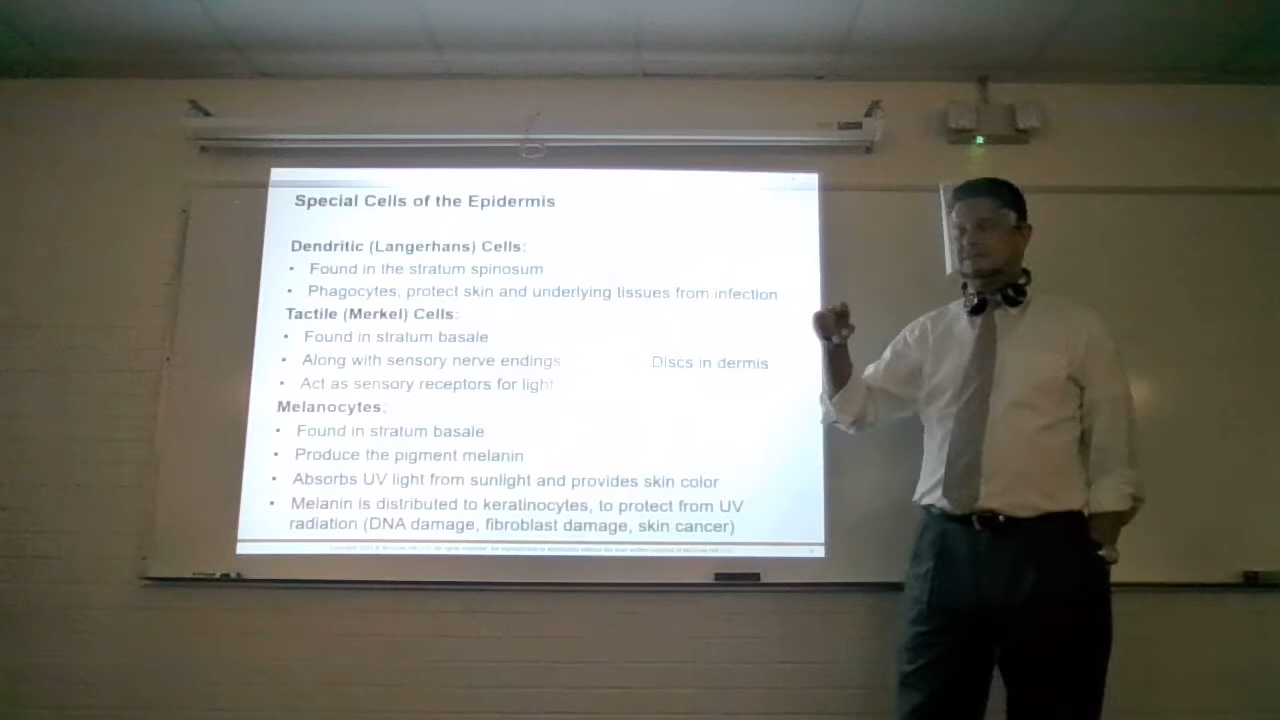 Special Cells of the Epidermis
Dendritic (Langerhans) Cells:
• Found in the stratum spinosum
• Phagocytes, protect skin and underlying tissues from infection
Tactile (Merkel) Cells:
• Found in stratum basale
• Along with sensory nerve endings Discs in dermis
• Act as sensory receptors for light
Melanocytes:
• Found in stratum basale
• Produce the pigment melanin
• Absorbs UV light from sunlight and provides skin color
• Melanin is distributed to keratinocytes, to protect from UV
radiation (DNA damage, fibroblast damage, skin cancer)